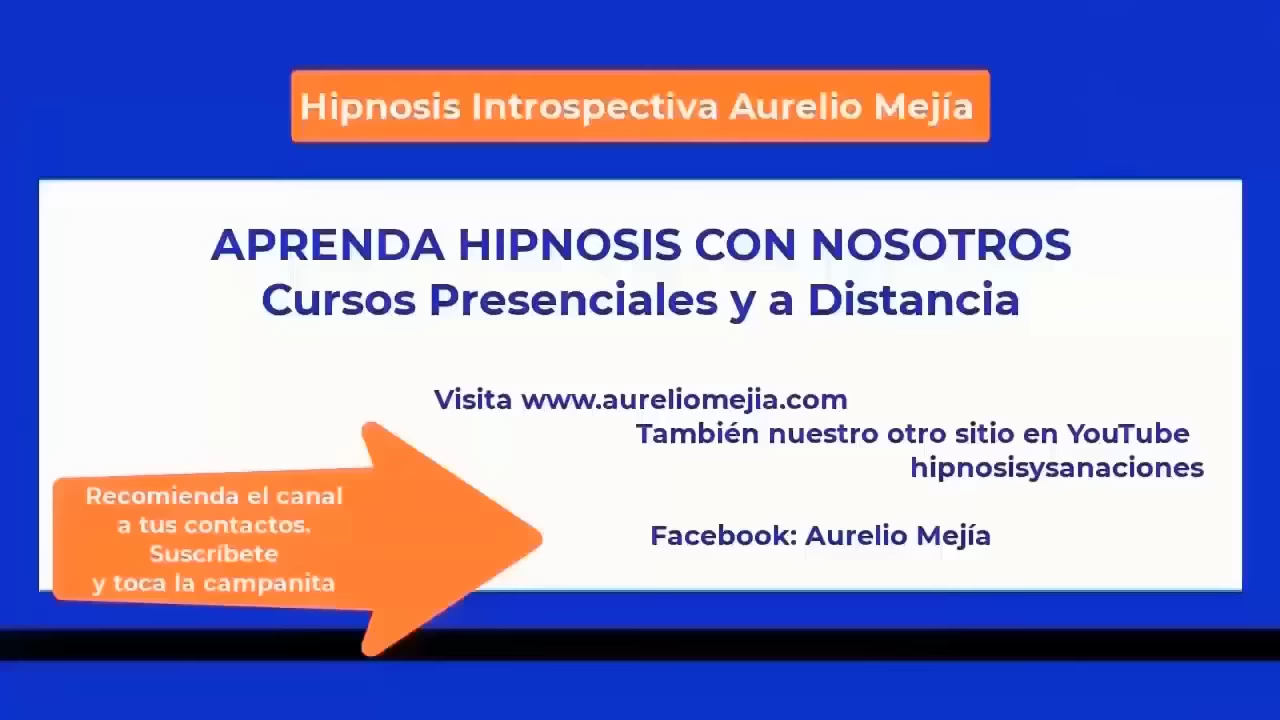 Hipnosis Introspectiva Aurelio Mejía
APRENDA HIPNOSIS CON NOSOTROS
Cursos Presenciales y a Distancia
Visita www.aureliomejia.com
También nuestro otro sitio en YouTube
hipnosisysanaciones
Recomienda el canal
a tus contactos.
Suscríbete
y toca la campanita
Facebook: Aurelio Mejía